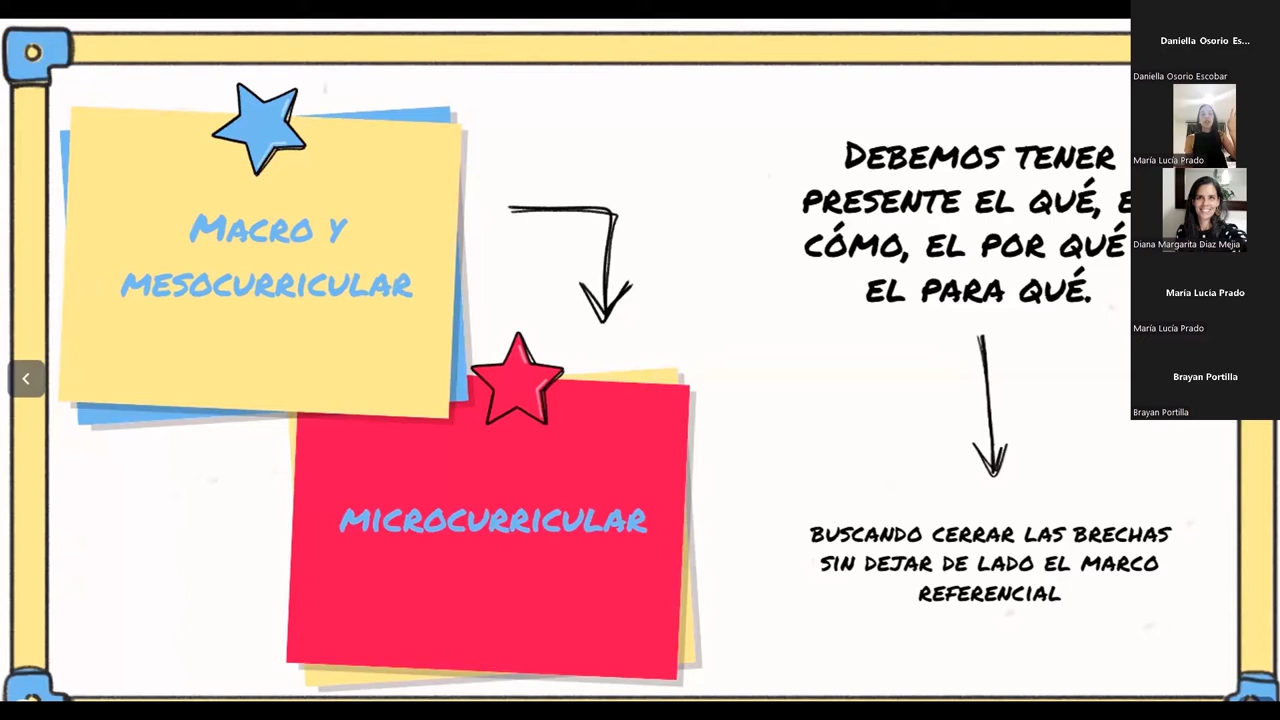 Macro y
mesocurricular
microcurricular
Debemos tener
presente el qué, e
cómo, el por qué
el para qué.
buscando cerrar las brechas
sin dejar de lado el marco
referencial
Daniella Osorio Es...
Daniella Osorio Escobar
María Lucía Prado
Diana Margarita Diaz Mejia
María Lucía Prado
María Lucía Prado
Brayan Portilla
Brayan Portilla